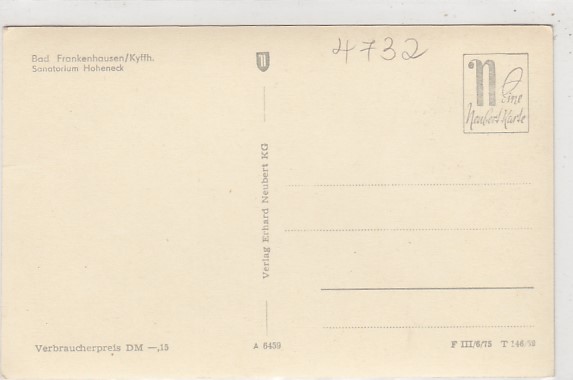 Bad Frankenhausen/Kyffh.
Sanatorium Hoheneck
4732
n
Eine
Neubert-Karte
Verlag Erhard Neubert KG
Verbraucherpreis DM —,15
A 6459
F III/6/75 T 146/58